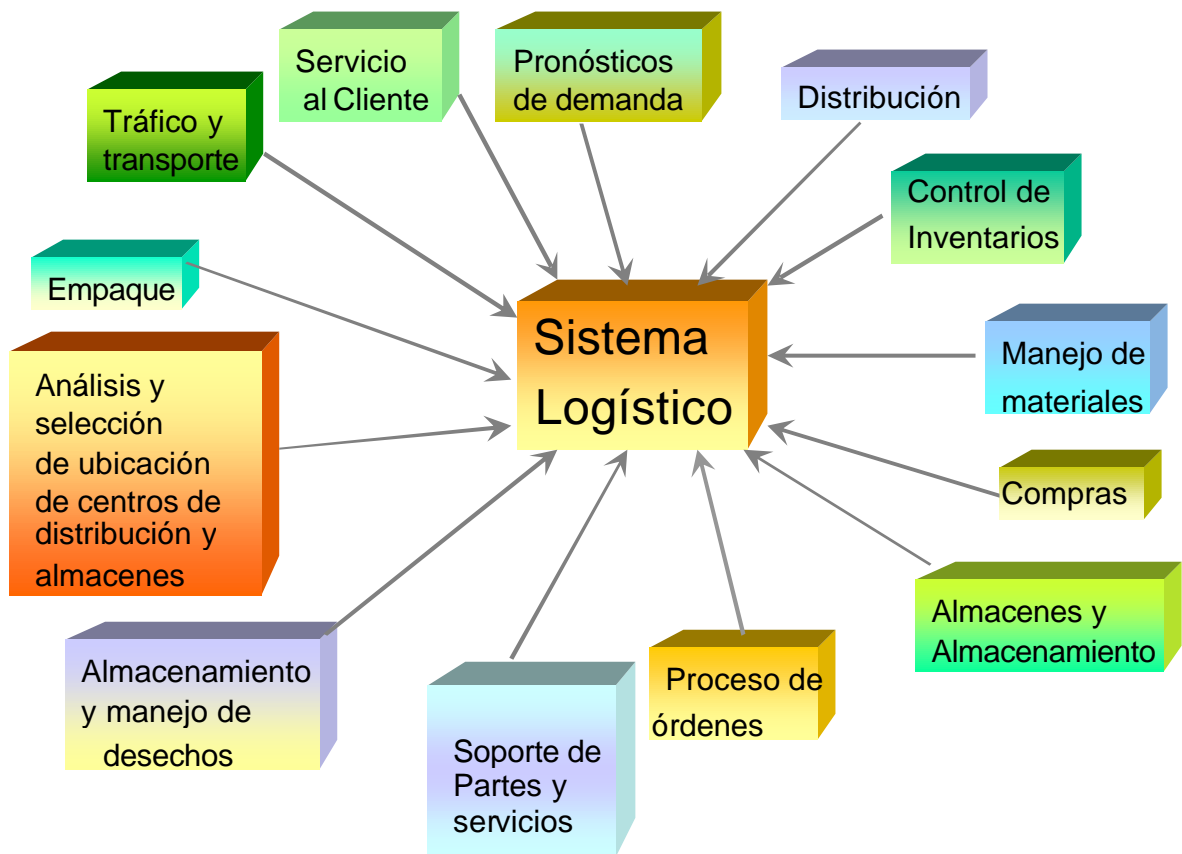 Servicio
al Cliente
Pronósticos
de demanda
Distribución
Tráfico y
transporte
Control de
Inventarios
Empaque
Sistema
Logístico
Manejo de
materiales
Análisis y
selección
de ubicación
de centros de
distribución y
almacenes
Compras
Almacenes y
Almacenamiento
Almacenamiento
y manejo de
desechos
Proceso de
órdenes
Soporte de
Partes y
servicios